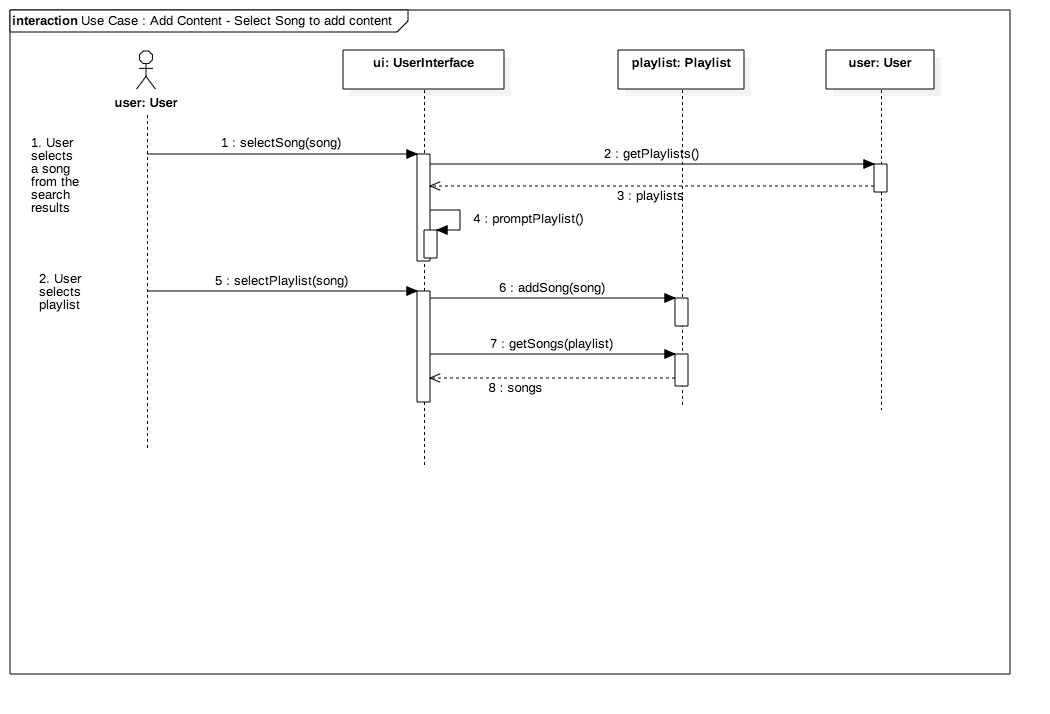 interaction Use Case : Add Content - Select Song to add content
user: User
ui: UserInterface
playlist: Playlist
user: User
1. User
selects
a song
from the
search
results
1 : selectSong(song)
2 : getPlaylists()
3 : playlists
4 : promptPlaylist()
2. User
selects
playlist
5 : selectPlaylist(song)
6 : addSong(song)
7 : getSongs(playlist)
8 : songs